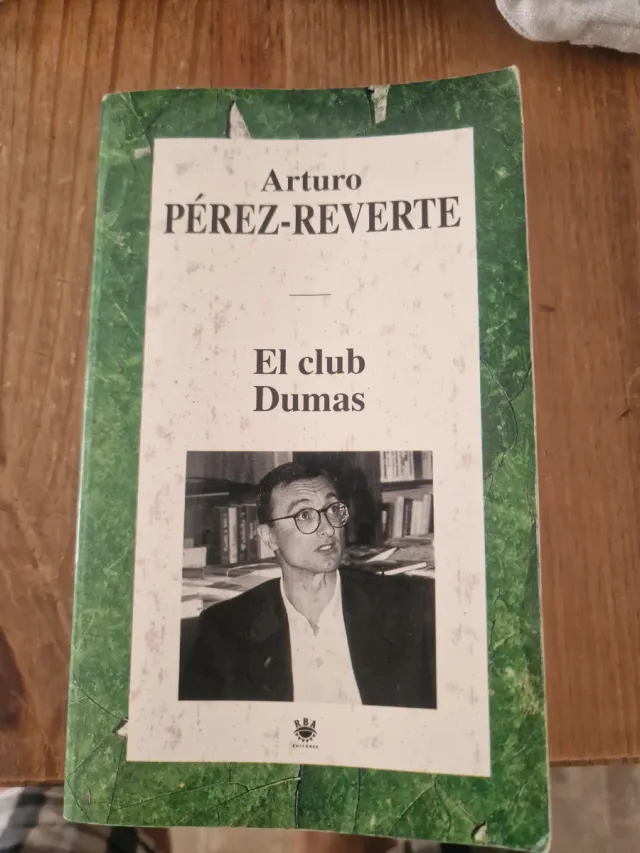 Arturo
PÉREZ-REVERTE
El club
Dumas
RBA
EDITORES